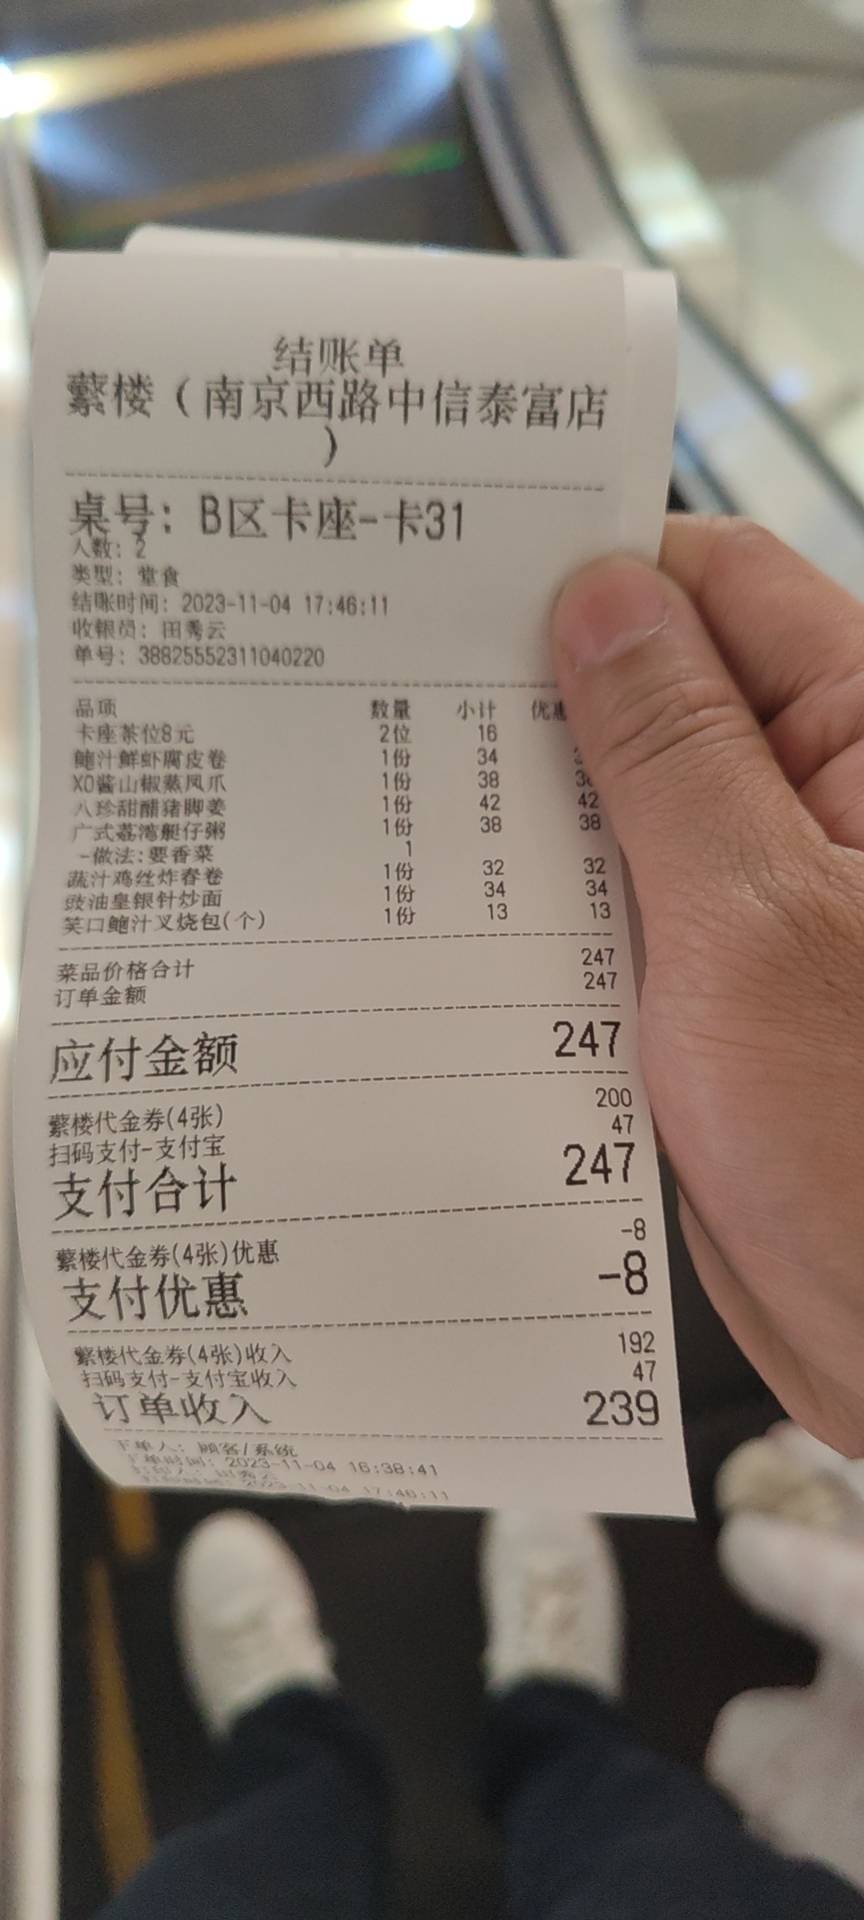 结账单
蘩楼（南京西路中信泰富店
）
桌号: B区卡座-卡31
人数: 2
类型: 堂食
结账时间: 2023-11-04 17:46:11
收银员: 田秀云
单号: 38825552311040220
品项 数量 小计 优惠
卡座茶位8元 2位 16
鲍汁鲜虾腐皮卷 1份 34
XO酱山椒蒸凤爪 1份 38
八珍甜醋猪脚姜 1份 42 42
广式荔湾艇仔粥 1份 38 38
-做法:要香菜 1
蔬汁鸡丝炸春卷 1份 32 32
豉油皇银针炒面 1份 34 34
笑口鲍汁叉烧包(个) 1份 13 13
菜品价格合计 247
订单金额 247
应付金额 247
蘩楼代金券(4张) 200
扫码支付-支付宝 47
支付合计 247
蘩楼代金券(4张)优惠 -8
支付优惠 -8
蘩楼代金券(4张)收入 192
扫码支付-支付宝收入 47
订单收入 239
下单人: 顾客/系统
下单时间: 2023-11-04 16:38:41